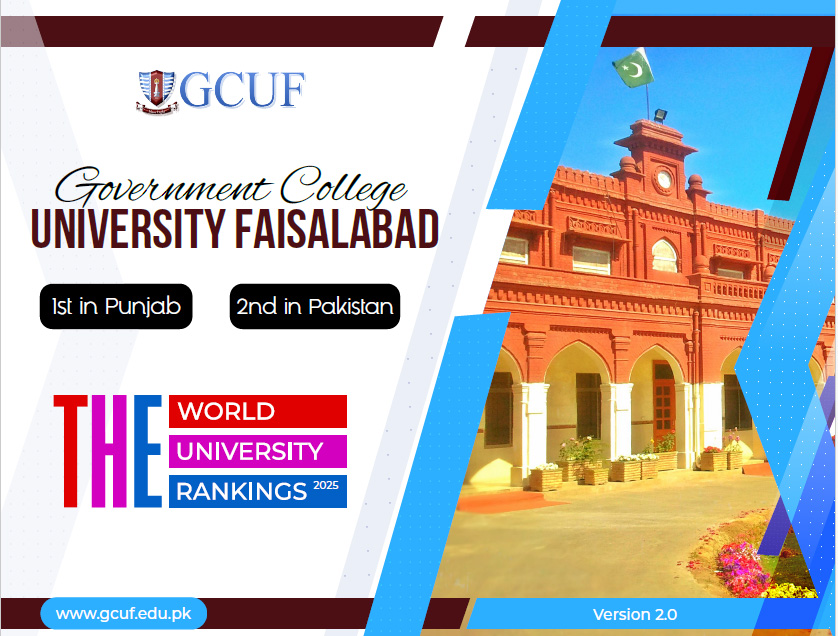 GCUF
Government College
UNIVERSITY FAISALABAD
1st in Punjab
2nd in Pakistan
THE
WORLD
UNIVERSITY
RANKINGS 2025
www.gcuf.edu.pk
Version 2.0